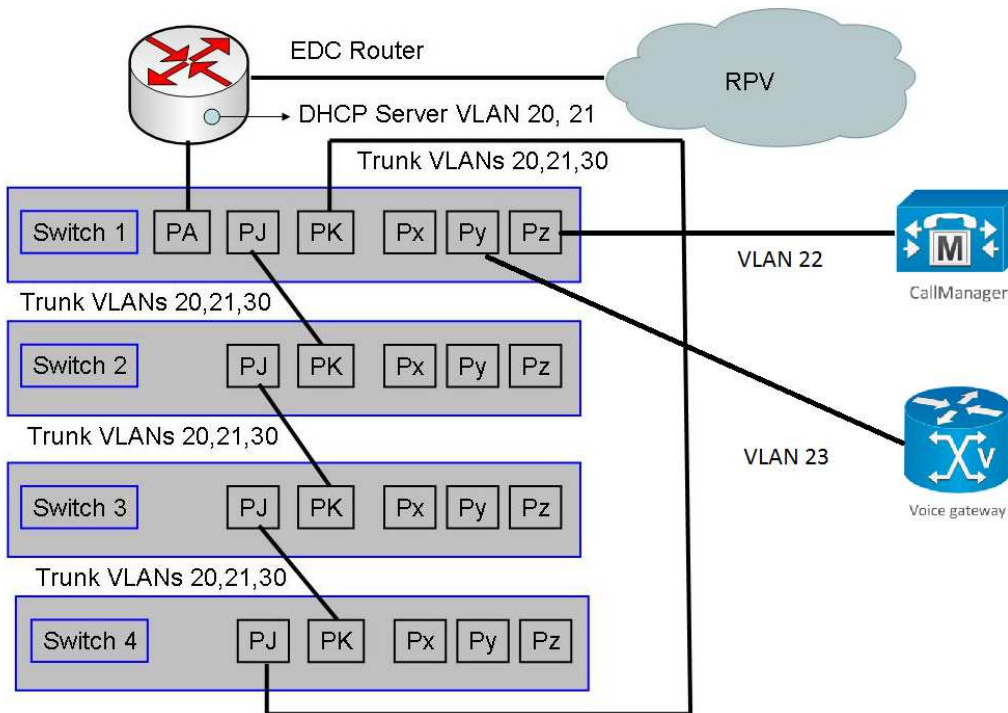 EDC Router
RPV
DHCP Server VLAN 20, 21
Trunk VLANs 20,21,30
Switch 1 PA PJ PK Px Py Pz
VLAN 22
M
CallManager
Trunk VLANs 20,21,30
Switch 2 PJ PK Px Py Pz
Trunk VLANs 20,21,30
VLAN 23
V
Voice gateway
Switch 3 PJ PK Px Py Pz
Trunk VLANs 20,21,30
Switch 4 PJ PK Px Py Pz